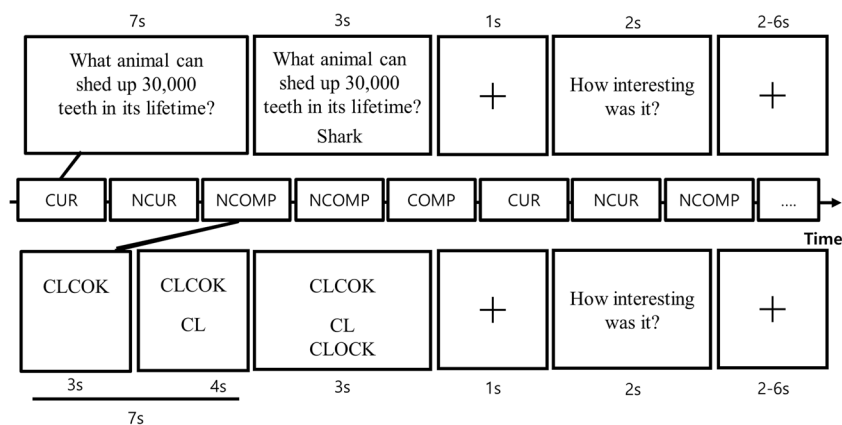 7s 3s 1s 2s 2-6s
What animal can
shed up 30,000
teeth in its lifetime?
What animal can
shed up 30,000
teeth in its lifetime?
Shark
+
How interesting
was it?
+
CUR NCUR NCOMP NCOMP COMP CUR NCUR NCOMP ....
Time
CLCOK
CLCOK
CL
CLCOK
CL
CLOCK
+
How interesting
was it?
+
3s 4s 3s 1s 2s 2-6s
7s